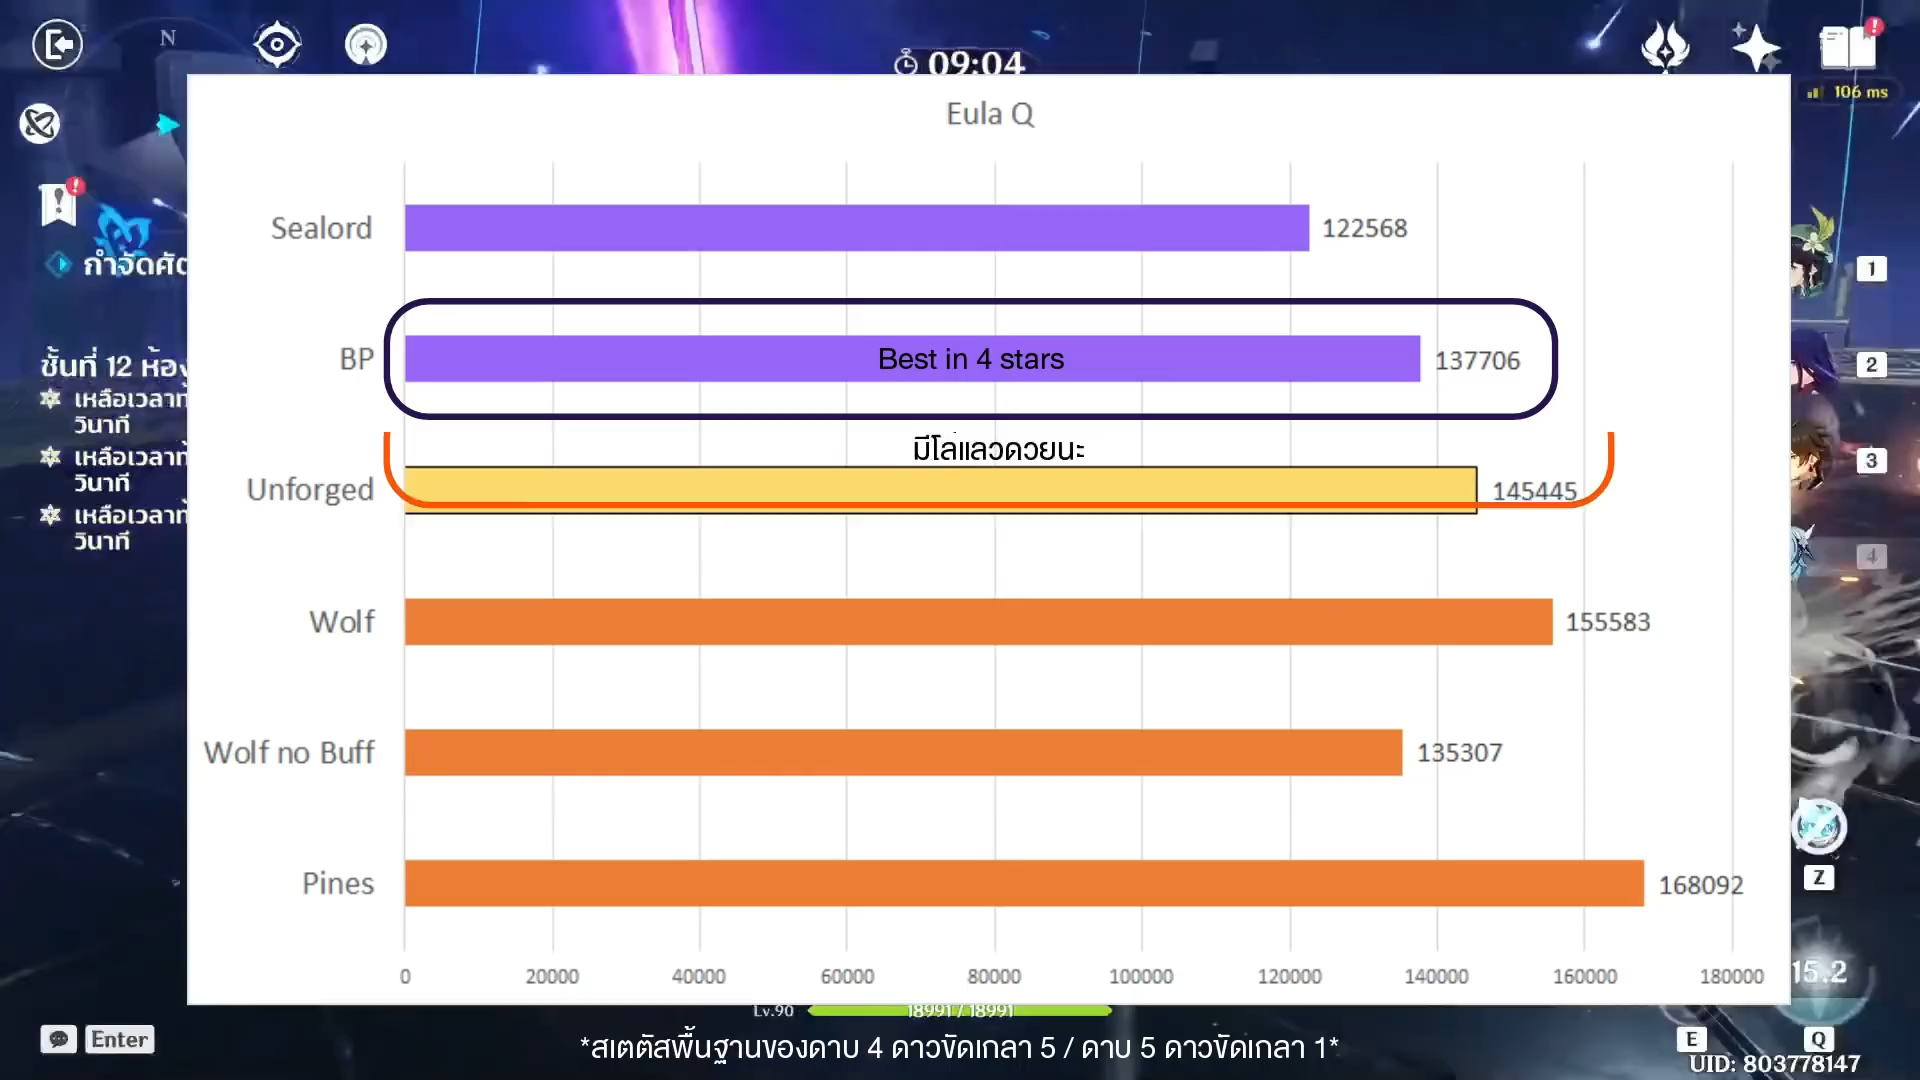 N
09:04
106 ms
Eula Q
Sealord
122568
กำจัดศัต
1
BP
Best in 4 stars
137706
ชั้นที่ 12 ห้อง
2
เหลือเวลาท
วินาที
มีโล่แล้วด้วยนะ
เหลือเวลาท
3
วินาที
Unforged
145445
เหลือเวลาท
วินาที
4
Wolf
155583
Wolf no Buff
135307
Pines
168092
Z
0
20000
40000
60000
80000
100000
120000
140000
160000
180000
15.2
Lv.90
18991 / 18991
Enter
*สเตตัสพื้นฐานของดาบ 4 ดาวขัดเกลา 5 / ดาบ 5 ดาวขัดเกลา 1*
E
Q
UID: 803778147